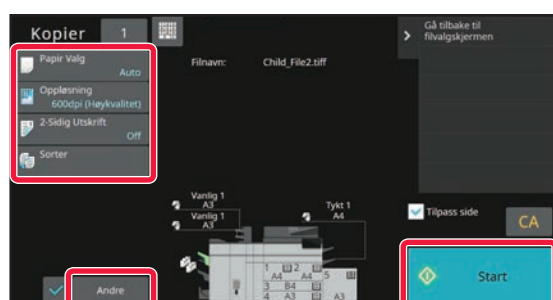 Kopier 1
Gå tilbake til
filvalgskjermen
Papir Valg
Auto
Filnavn: Child_File2.tiff
Oppløsning
600dpi (Høykvalitet)
2-Sidig Utskrift
Off
Sorter
Vanlig 1
A3
Vanlig 1
A3
Tykt 1
A4
Tilpass side
CA
1 A4
2 A4
5 A3
3 B4
4 A3
Andre
Start